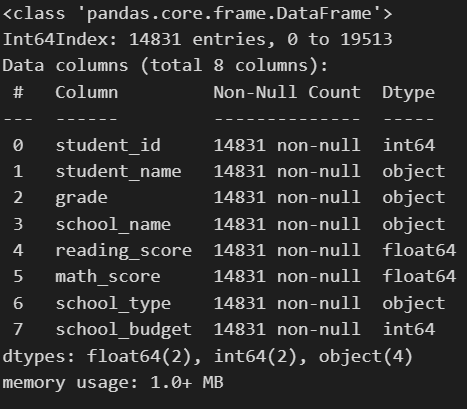 <class 'pandas.core.frame.DataFrame'>
Int64Index: 14831 entries, 0 to 19513
Data columns (total 8 columns):
 #   Column          Non-Null Count  Dtype
---  ------          --------------  -----
 0   student_id      14831 non-null  int64
 1   student_name    14831 non-null  object
 2   grade           14831 non-null  object
 3   school_name     14831 non-null  object
 4   reading_score   14831 non-null  float64
 5   math_score      14831 non-null  float64
 6   school_type     14831 non-null  object
 7   school_budget   14831 non-null  int64
dtypes: float64(2), int64(2), object(4)
memory usage: 1.0+ MB